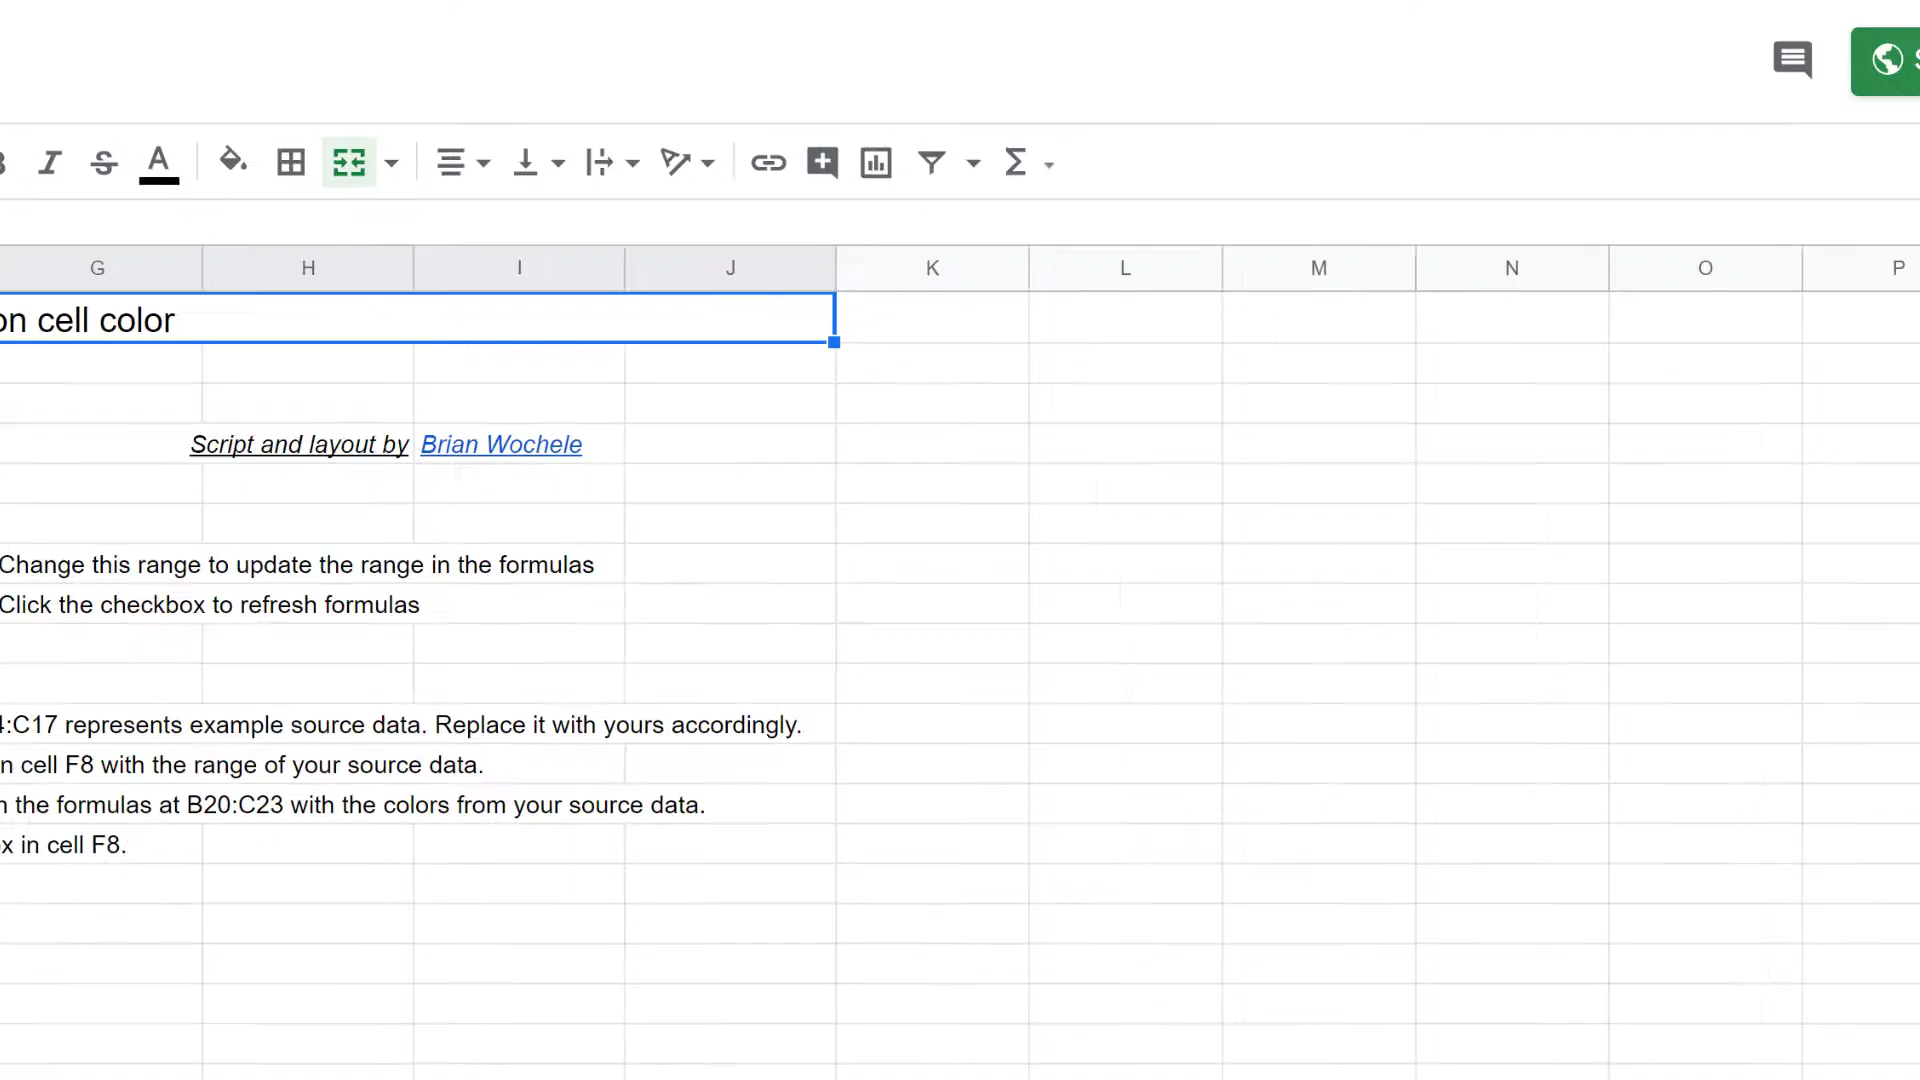 G H I J K L M N O P
on cell color
Script and layout by Brian Wochele
Change this range to update the range in the formulas
Click the checkbox to refresh formulas
:C17 represents example source data. Replace it with yours accordingly.
n cell F8 with the range of your source data.
the formulas at B20:C23 with the colors from your source data.
x in cell F8.